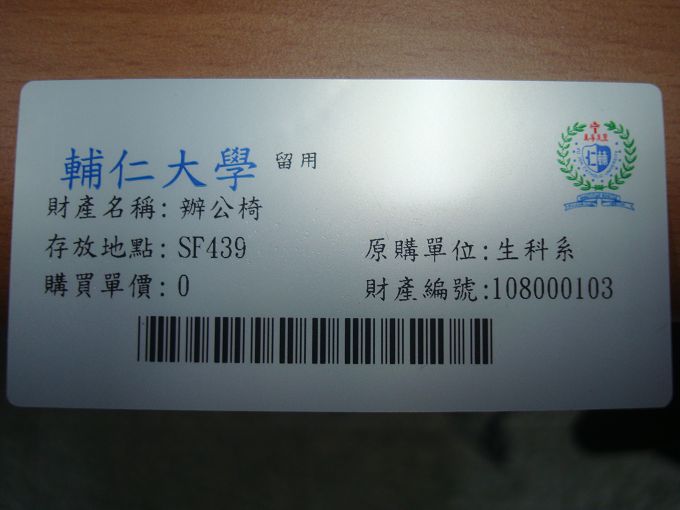 輔仁大學 留用
財產名稱: 辦公椅
存放地點: SF439 原購單位:生科系
購買單價: 0 財產編號:108000103